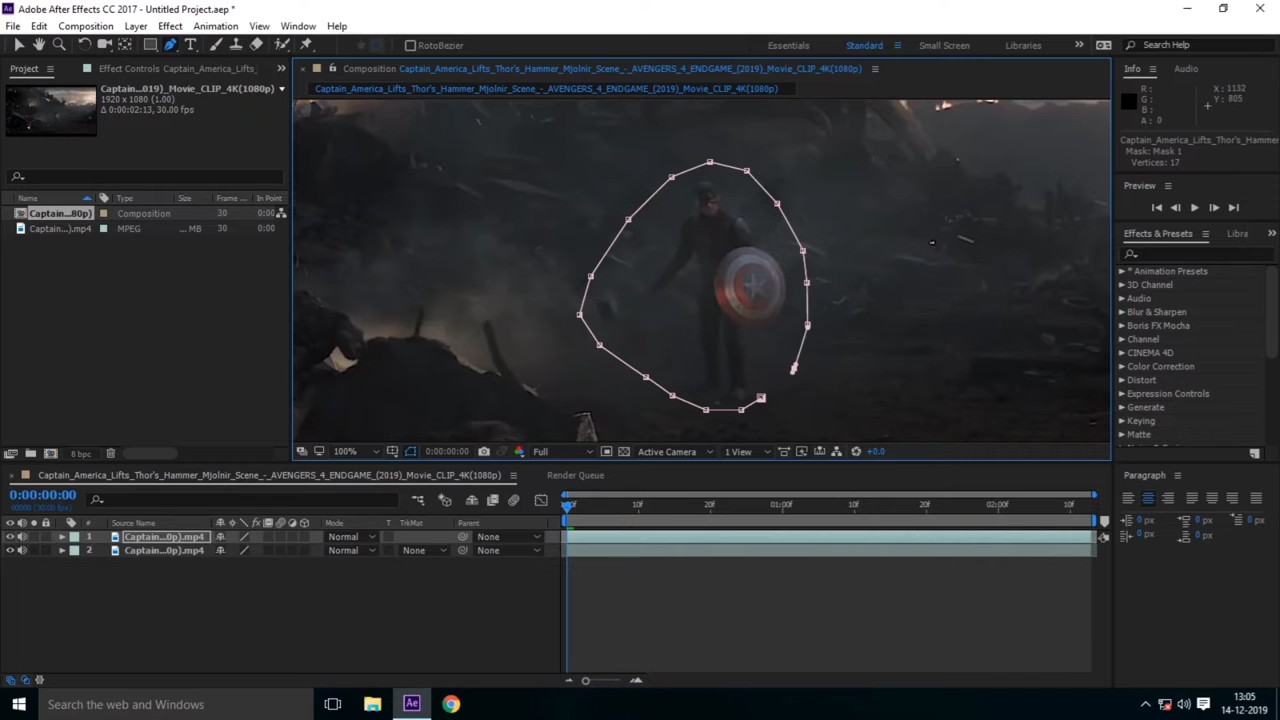 Adobe After Effects CC 2017 - Untitled Project.aep *
File Edit Composition Layer Effect Animation View Window Help
RotoBezier Essentials Standard Small Screen Libraries Search Help
Project Effect Controls Captain_America_Lifts_
Composition Captain_America_Lifts_Thor's_Hammer_Mjolnir_Scene_-_AVENGERS_4_ENDGAME_(2019)_Movie_CLIP_4K(1080p)
Info Audio
Captain_America_Lifts_Thor's_Hammer_Mjolnir_Scene_-_AVENGERS_4_ENDGAME_(2019)_Movie_CLIP_4K(1080p)
Captain...019)_Movie_CLIP_4K(1080p)
1920 x 1080 (1.00)
Δ 0:00:02:13, 30.00 fps
R:
G:
B:
A: 0
X: 1132
Y: 805
Captain_America_Lifts_Thor's_Hammer
Mask: Mask 1
Vertices: 17
Preview
Name Type Size Frame... In Point
Captain...80p) Composition 30 0:00
Captain...).mp4 MPEG ... MB 30 0:00
Effects & Presets Libra
* Animation Presets
3D Channel
Audio
Blur & Sharpen
Boris FX Mocha
Channel
CINEMA 4D
Color Correction
Distort
Expression Controls
Generate
Keying
Matte
8 bpc
100% 0:00:00:00 Full Active Camera 1 View +0.0
Captain_America_Lifts_Thor's_Hammer_Mjolnir_Scene_-_AVENGERS_4_ENDGAME_(2019)_Movie_CLIP_4K(1080p) Render Queue
Paragraph
0:00:00:00
00000 (30.00 fps)
10f 20f 01:00f 10f 20f 02:00f 10f
0 px 0 px 0 px
0 px 0 px
# Source Name Mode T TrkMat Parent
1 Captain...0p).mp4 Normal None
2 Captain...0p).mp4 Normal None None
Search the web and Windows
Ae
13:05
14-12-2019